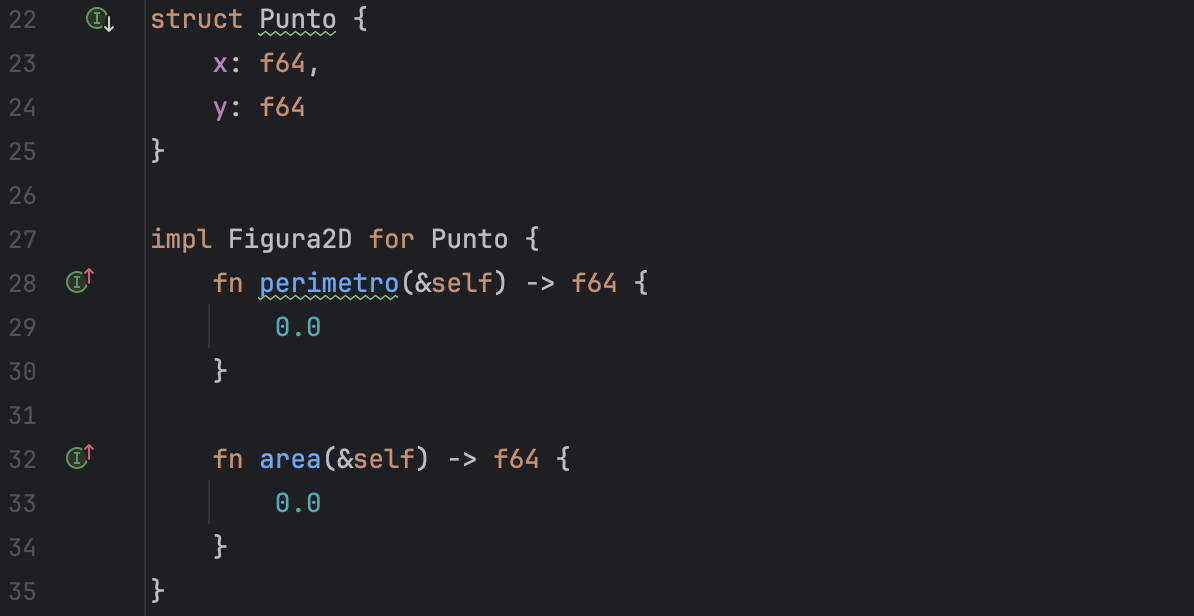 22 struct Punto {
23     x: f64,
24     y: f64
25 }
26
27 impl Figura2D for Punto {
28     fn perimetro(&self) -> f64 {
29         0.0
30     }
31
32     fn area(&self) -> f64 {
33         0.0
34     }
35 }